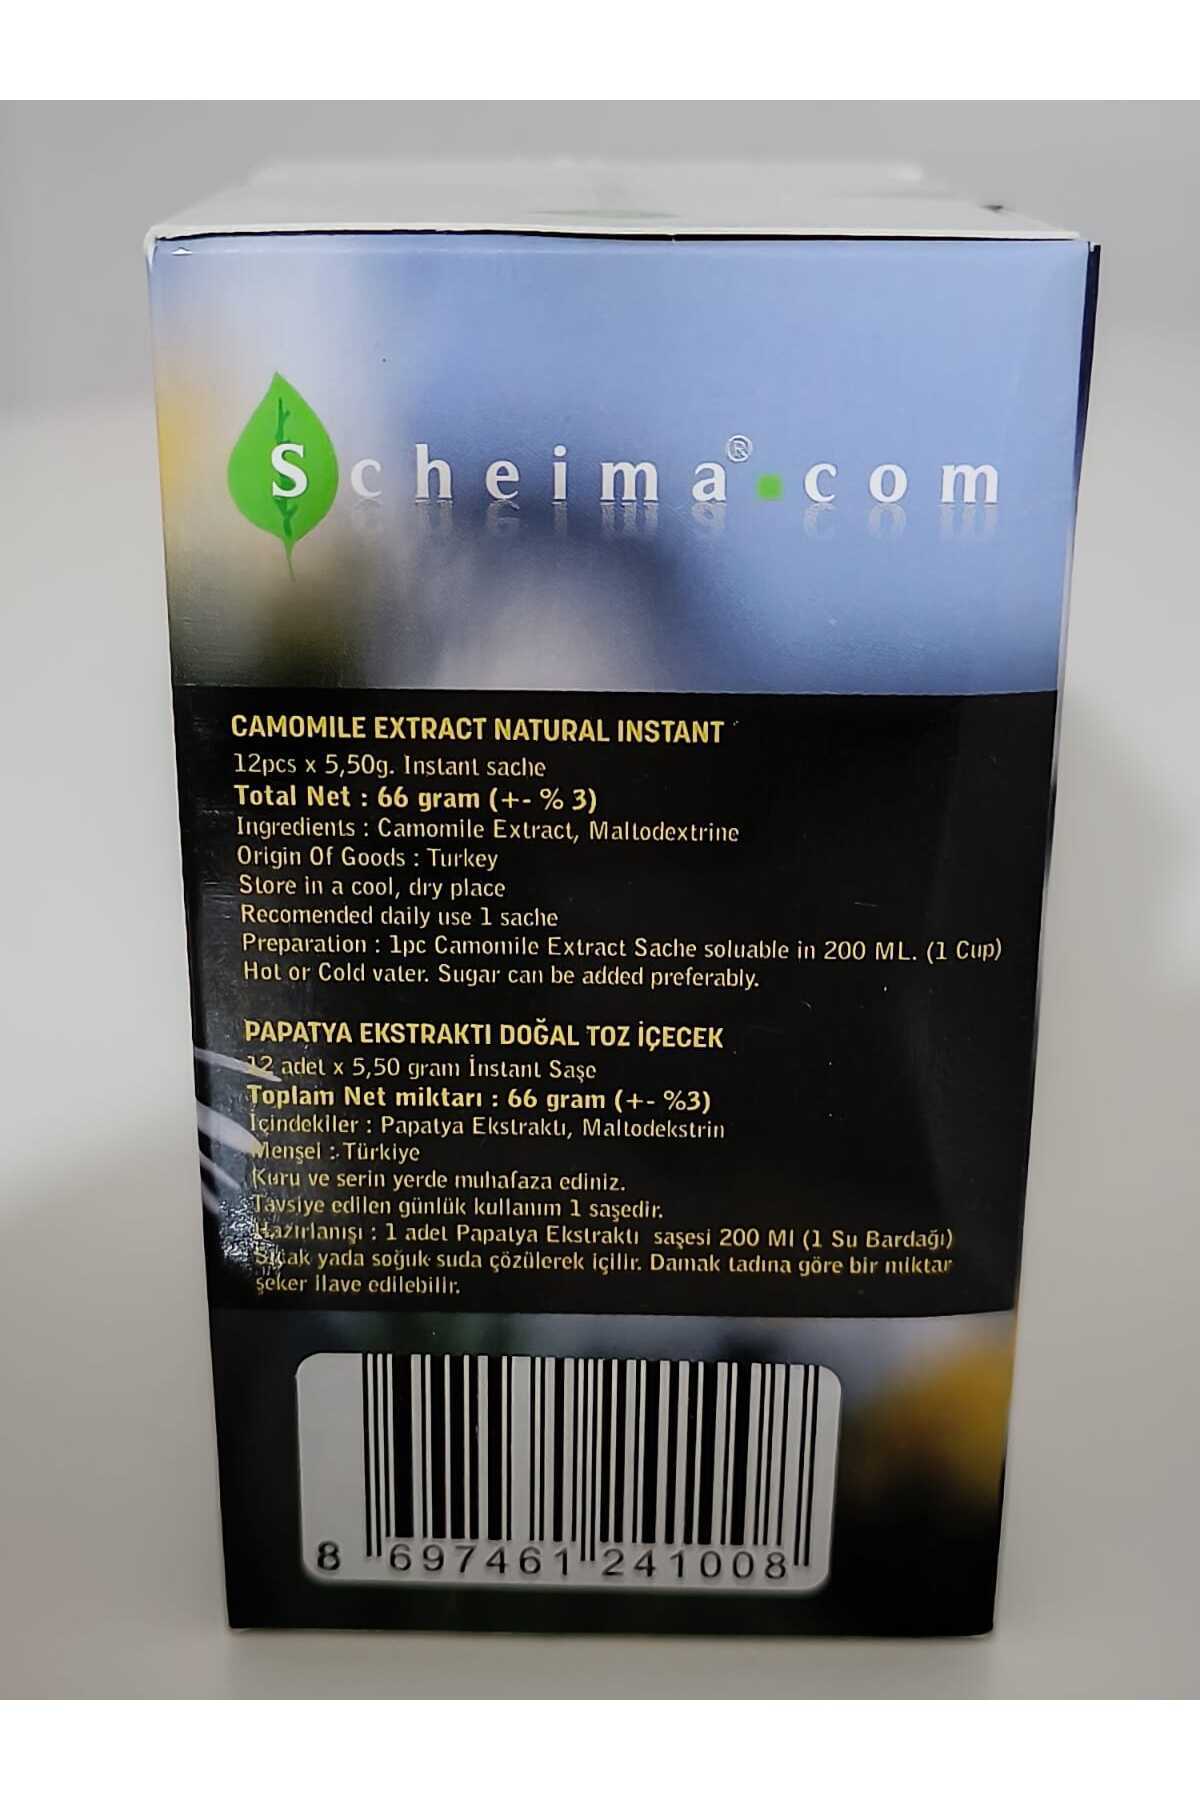 Scheima®.com
CAMOMILE EXTRACT NATURAL INSTANT
12pcs x 5,50g. Instant sache
Total Net : 66 gram (+- % 3)
Ingredients : Camomile Extract, Maltodextrine
Origin Of Goods : Turkey
Store in a cool, dry place
Recomended daily use 1 sache
Preparation : 1pc Camomile Extract Sache soluable in 200 ML. (1 Cup)
Hot or Cold vater. Sugar can be added preferably.
PAPATYA EKSTRAKTI DOĞAL TOZ İÇECEK
12 adet x 5,50 gram İnstant Saşe
Toplam Net miktarı : 66 gram (+- %3)
İçindekiler : Papatya Ekstraktı, Maltodekstrin
Menşei : Türkiye
Kuru ve serin yerde muhafaza ediniz.
Tavsiye edilen günlük kullanım 1 saşedir.
Hazırlanışı : 1 adet Papatya Ekstraktı saşesi 200 Ml (1 Su Bardağı)
Sıcak yada soğuk suda çözülerek içilir. Damak tadına göre bir miktar
şeker ilave edilebilir.
8 697461 241008